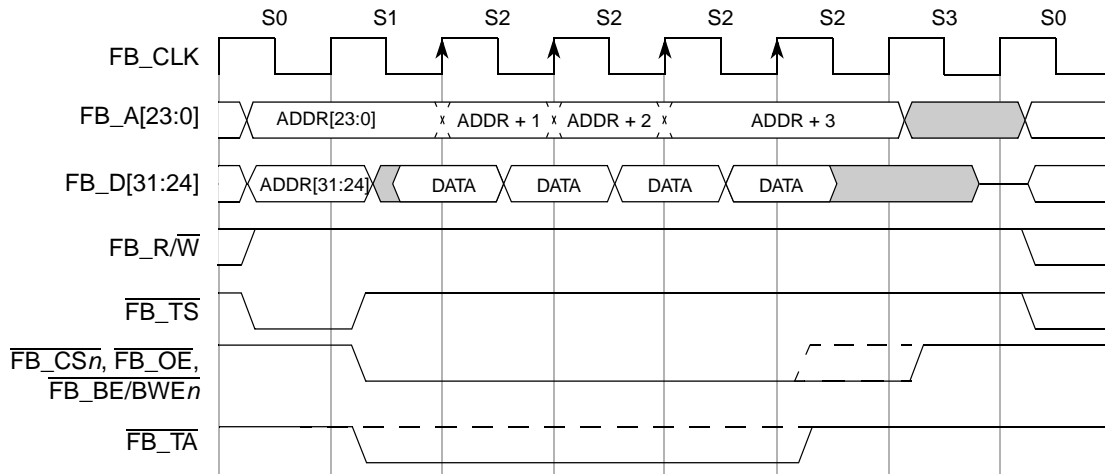 S0 S1 S2 S2 S2 S2 S3 S0
FB_CLK
FB_A[23:0] ADDR[23:0] ADDR + 1 ADDR + 2 ADDR + 3
FB_D[31:24] ADDR[31:24] DATA DATA DATA DATA
FB_R/W
FB_TS
FB_CSn, FB_OE,
FB_BE/BWEn
FB_TA